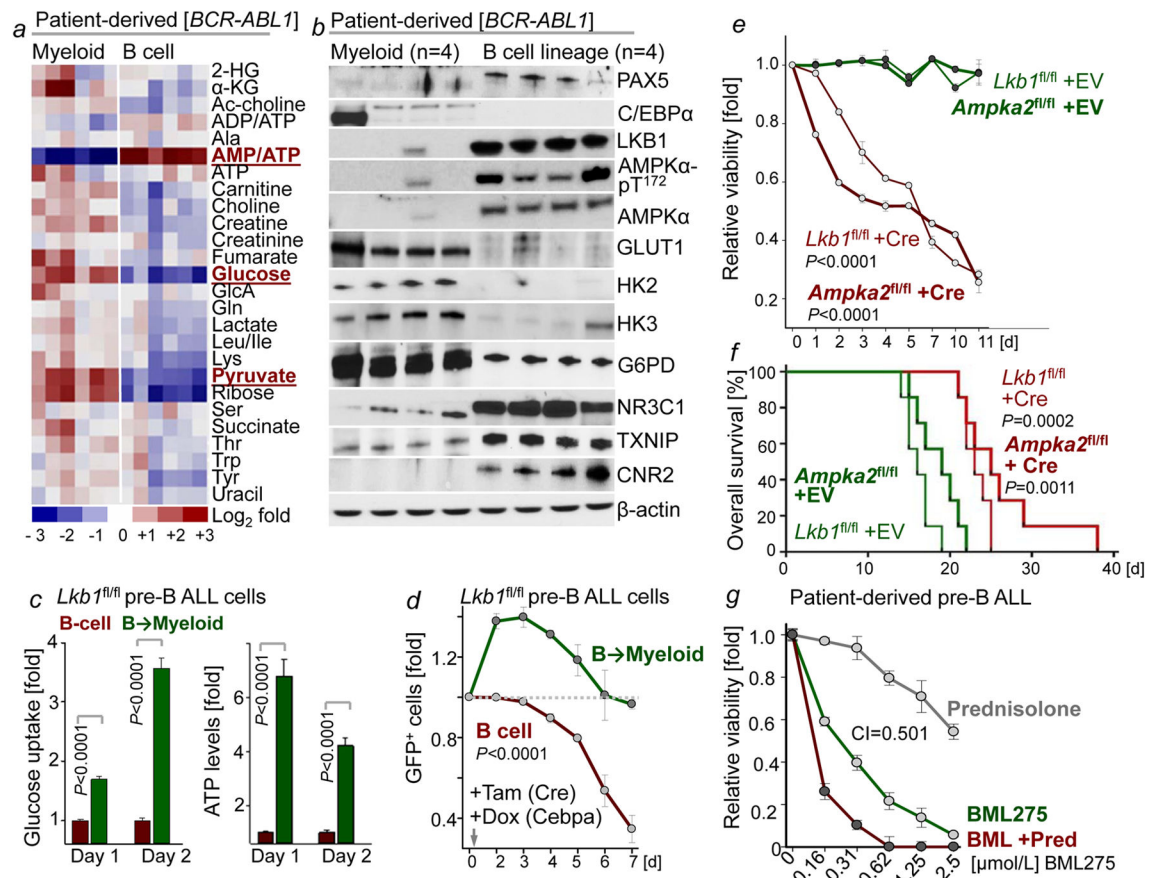 a
Patient-derived [BCR-ABL1]
Myeloid B cell
2-HG
α-KG
Ac-choline
ADP/ATP
Ala
AMP/ATP
ATP
Carnitine
Choline
Creatine
Creatinine
Fumarate
Glucose
GlcA
Gln
Lactate
Leu/Ile
Lys
Pyruvate
Ribose
Ser
Succinate
Thr
Trp
Tyr
Uracil
Log2 fold
-3 -2 -1 0 +1 +2 +3
b
Patient-derived [BCR-ABL1]
Myeloid (n=4) B cell lineage (n=4)
PAX5
C/EBPα
LKB1
AMPKα-
pT172
AMPKα
GLUT1
HK2
HK3
G6PD
NR3C1
TXNIP
CNR2
β-actin
c
Lkb1fl/fl pre-B ALL cells
B-cell B→Myeloid
Glucose uptake [fold]
4
3
2
1
P<0.0001
P<0.0001
Day 1 Day 2
ATP levels [fold]
6
4
2
P<0.0001
P<0.0001
Day 1 Day 2
d
Lkb1fl/fl pre-B ALL cells
GFP+ cells [fold]
1.2
0.8
0.4
B→Myeloid
B cell
P<0.0001
+Tam (Cre)
+Dox (Cebpa)
0 2 3 4 5 6 7 [d]
e
Relative viability [fold]
1.0
0.8
0.6
0.4
0.2
Lkb1fl/fl +EV
Ampka2fl/fl +EV
Lkb1fl/fl +Cre
P<0.0001
Ampka2fl/fl +Cre
P<0.0001
0 1 2 3 4 5 7 10 11 [d]
f
Overall survival [%]
100
80
60
40
20
0
Lkb1fl/fl
+Cre
P=0.0002
Ampka2fl/fl
+ Cre
P=0.0011
Ampka2fl/fl
+EV
Lkb1fl/fl +EV
0 10 20 30 40 [d]
g
Patient-derived pre-B ALL
Relative viability [fold]
1.0
0.8
0.6
0.4
0.2
0.0
Prednisolone
CI=0.501
BML275
BML +Pred
0 0.16 0.31 0.62 1.25 2.5 [μmol/L] BML275